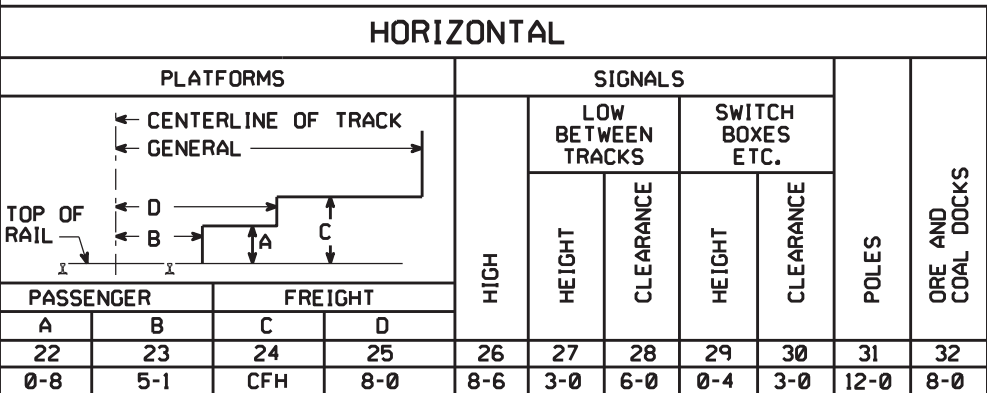 HORIZONTAL
PLATFORMS
SIGNALS
CENTERLINE OF TRACK
GENERAL
TOP OF
RAIL
D
B
A
C
HIGH
LOW
BETWEEN
TRACKS
SWITCH
BOXES
ETC.
HEIGHT
CLEARANCE
HEIGHT
CLEARANCE
POLES
ORE AND
COAL DOCKS
PASSENGER FREIGHT
A B C D
22 23 24 25 26 27 28 29 30 31 32
0-8 5-1 CFH 8-0 8-6 3-0 6-0 0-4 3-0 12-0 8-0